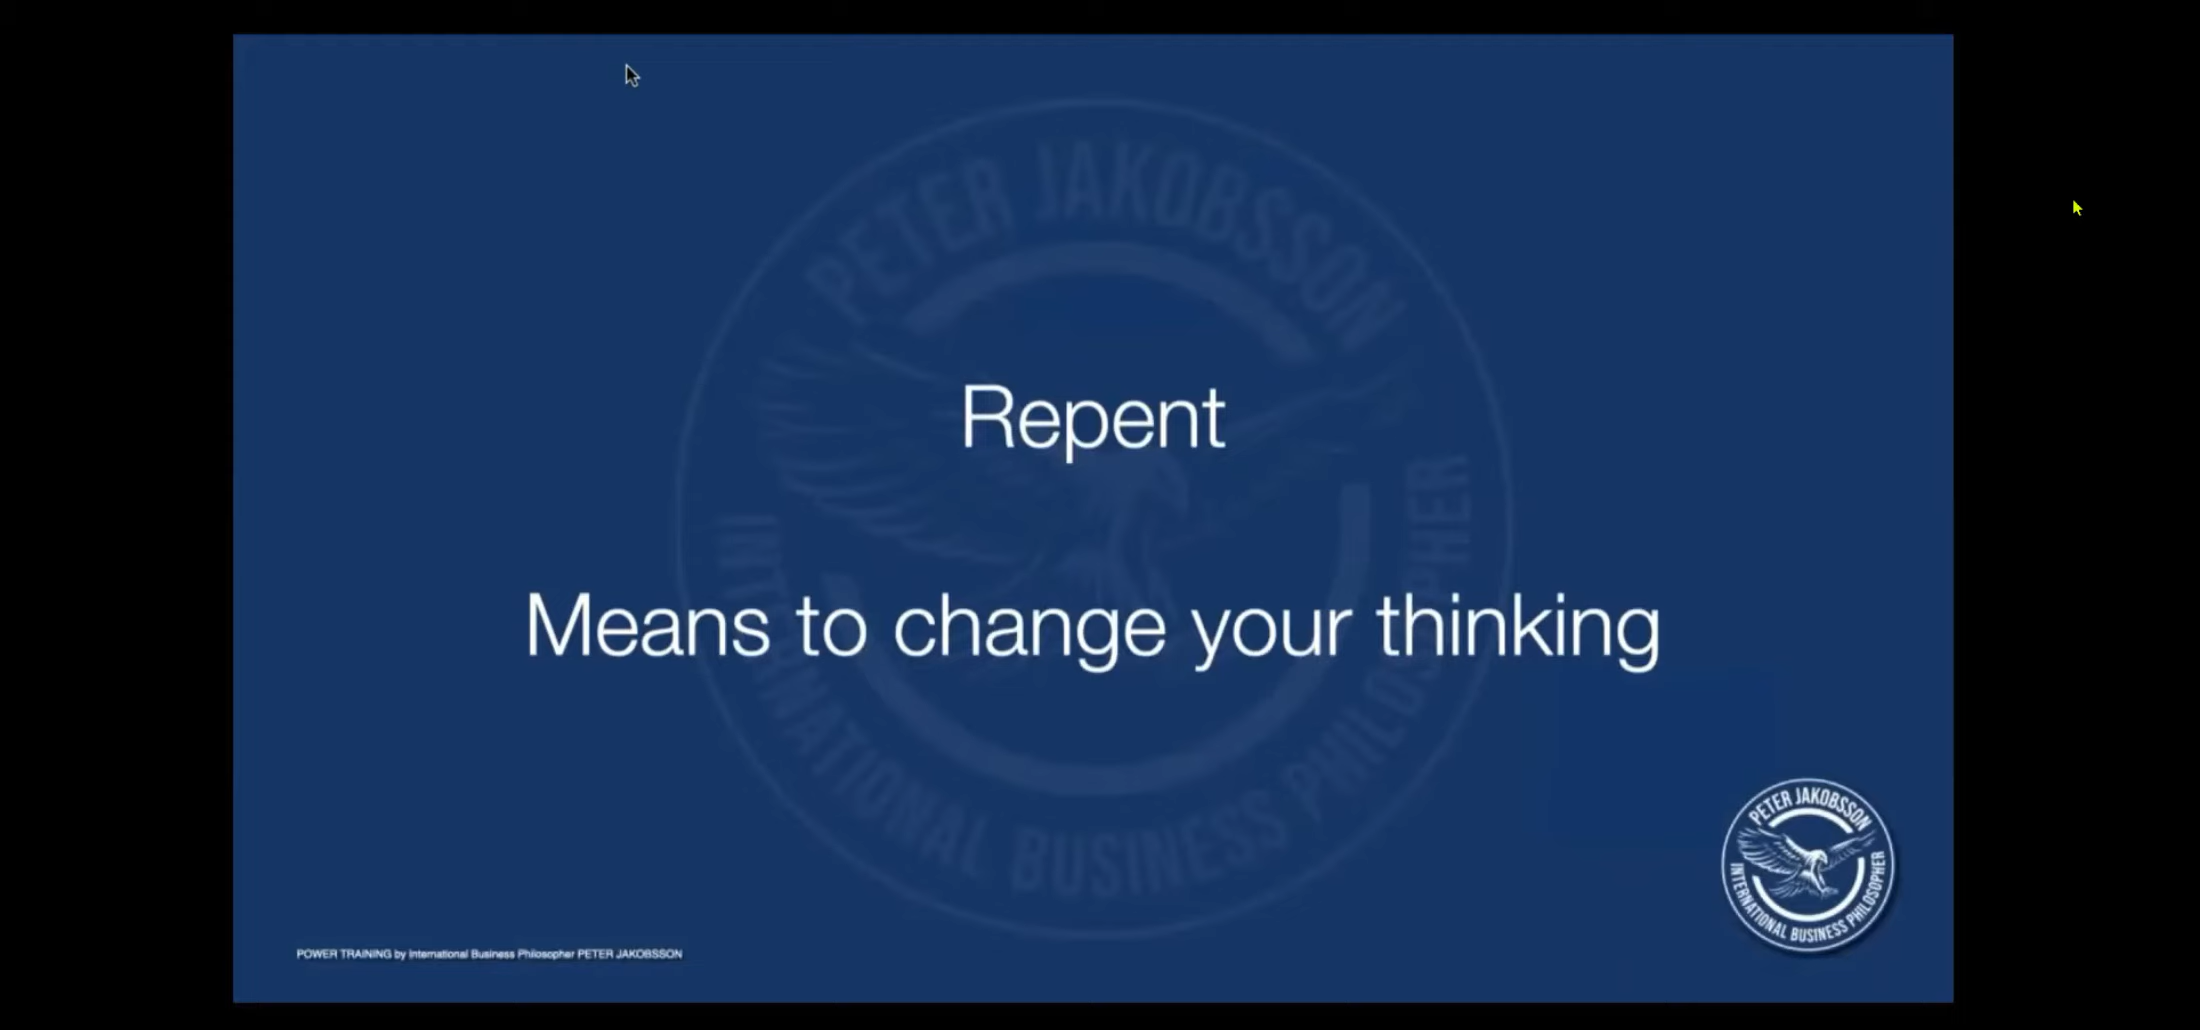 PETER JAKOBSSON
Repent
Means to change your thinking
INTERNATIONAL BUSINESS PHILOSOPHER
PETER JAKOBSSON
INTERNATIONAL BUSINESS PHILOSOPHER
POWER TRAINING by International Business Philosopher PETER JAKOBSSON